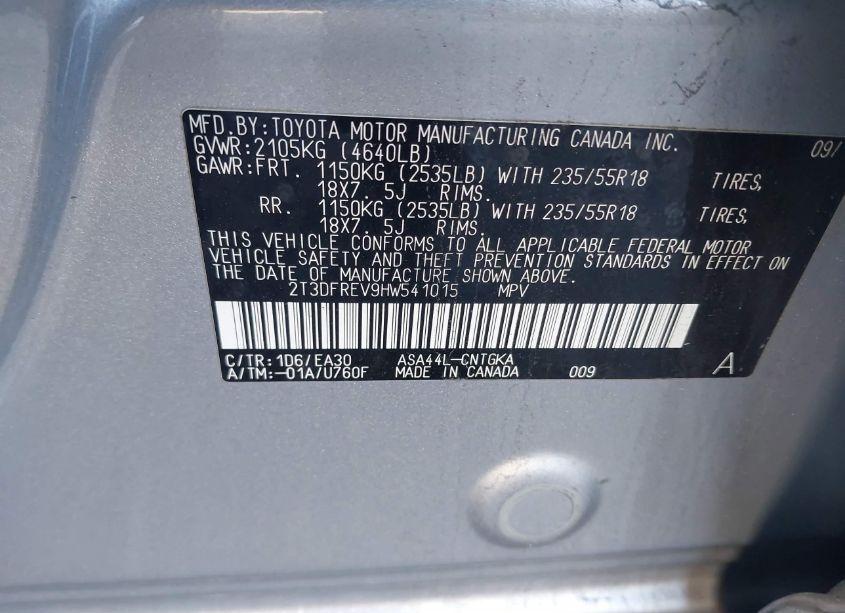 MFD.BY:TOYOTA MOTOR MANUFACTURING CANADA INC. 09/
GVWR:2105KG (4640LB)
GAWR:FRT. 1150KG (2535LB) WITH 235/55R18 TIRES,
18X7. 5J RIMS.
RR. 1150KG (2535LB) WITH 235/55R18 TIRES,
18X7. 5J RIMS.
THIS VEHICLE CONFORMS TO ALL APPLICABLE FEDERAL MOTOR
VEHICLE SAFETY AND THEFT PREVENTION STANDARDS IN EFFECT ON
THE DATE OF MANUFACTURE SHOWN ABOVE.
2T3DFREV9HW541015 MPV
C/TR:1D6/EA30 ASA44L-CNTGKA
A/TM:-01A/U760F MADE IN CANADA 009 A